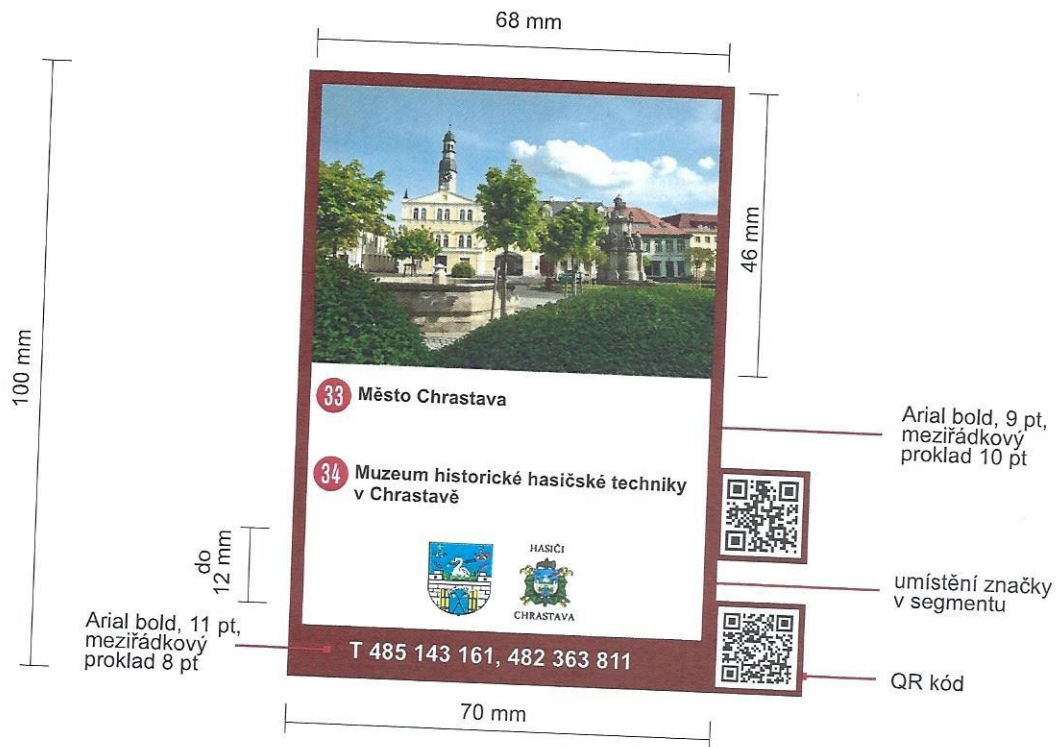 68 mm
100 mm
46 mm
33 Město Chrastava
34 Muzeum historické hasičské techniky
v Chrastavě
Arial bold, 9 pt,
meziřádkový
proklad 10 pt
do
12 mm
HASIČI
CHRASTAVA
umístění značky
v segmentu
Arial bold, 11 pt,
meziřádkový
proklad 8 pt
T 485 143 161, 482 363 811
QR kód
70 mm